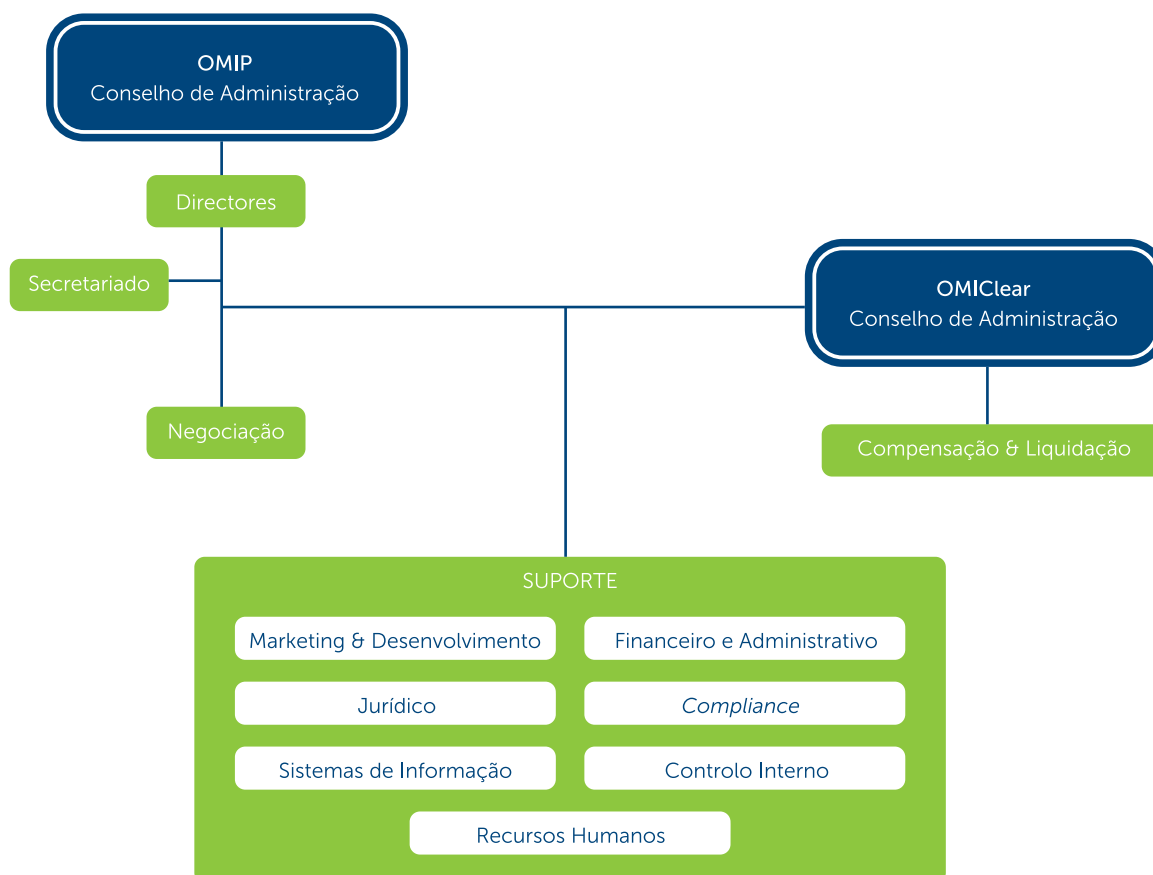 OMIP
Conselho de Administração
Directores
Secretariado
OMIClear
Conselho de Administração
Negociação
Compensação & Liquidação
SUPORTE
Marketing & Desenvolvimento
Financeiro e Administrativo
Jurídico
Compliance
Sistemas de Informação
Controlo Interno
Recursos Humanos